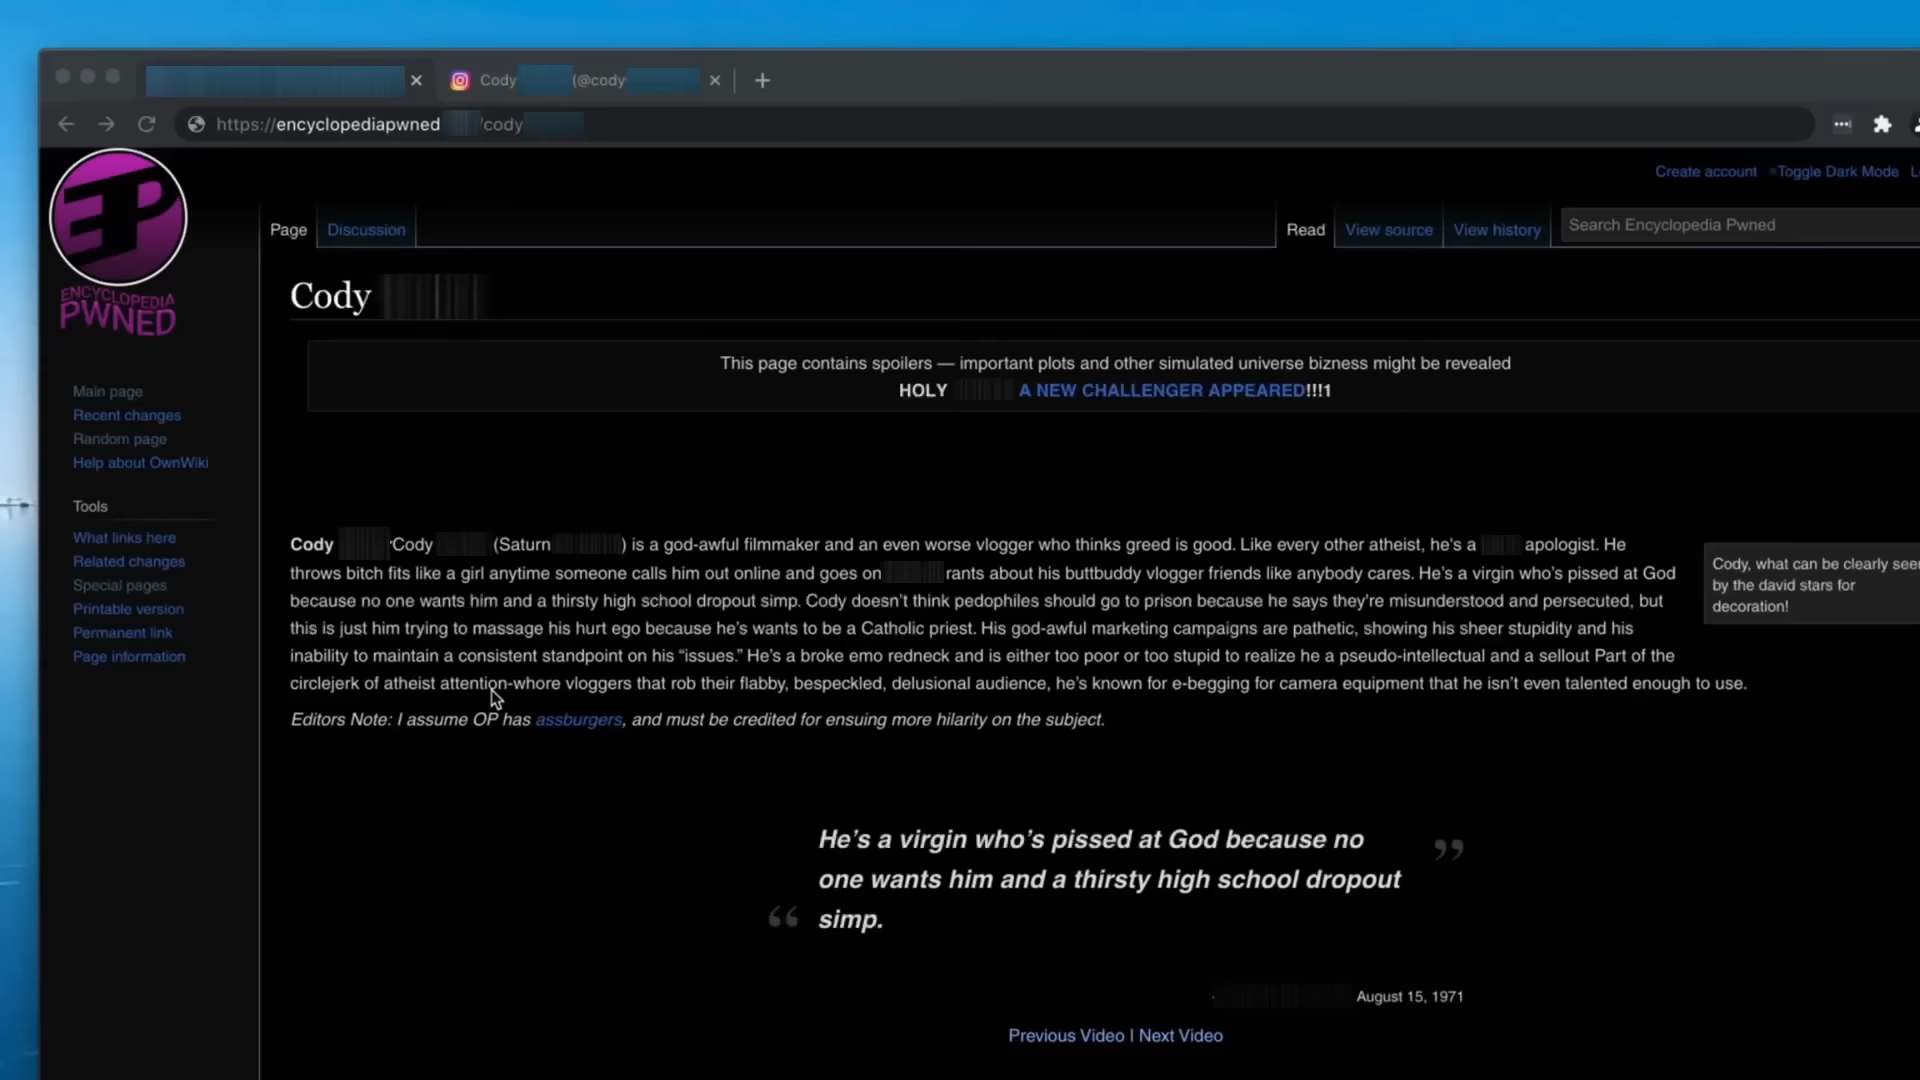 Cody (@cody
https://encyclopediapwned /cody
Create account Toggle Dark Mode
Page Discussion Read View source View history Search Encyclopedia Pwned
EP
ENCYCLOPEDIA
PWNED
Cody
This page contains spoilers — important plots and other simulated universe bizness might be revealed
HOLY A NEW CHALLENGER APPEARED!!!1
Main page
Recent changes
Random page
Help about OwnWiki
Tools
What links here
Related changes
Special pages
Printable version
Permanent link
Page information
Cody Cody (Saturn ) is a god-awful filmmaker and an even worse vlogger who thinks greed is good. Like every other atheist, he's a apologist. He
throws bitch fits like a girl anytime someone calls him out online and goes on rants about his buttbuddy vlogger friends like anybody cares. He's a virgin who's pissed at God
because no one wants him and a thirsty high school dropout simp. Cody doesn't think pedophiles should go to prison because he says they're misunderstood and persecuted, but
this is just him trying to massage his hurt ego because he's wants to be a Catholic priest. His god-awful marketing campaigns are pathetic, showing his sheer stupidity and his
inability to maintain a consistent standpoint on his “issues.” He's a broke emo redneck and is either too poor or too stupid to realize he a pseudo-intellectual and a sellout Part of the
circlejerk of atheist attention-whore vloggers that rob their flabby, bespeckled, delusional audience, he's known for e-begging for camera equipment that he isn't even talented enough to use.
Editors Note: I assume OP has assburgers, and must be credited for ensuing more hilarity on the subject.
Cody, what can be clearly seen
by the david stars for
decoration!
He's a virgin who's pissed at God because no
one wants him and a thirsty high school dropout
simp.
August 15, 1971
Previous Video | Next Video